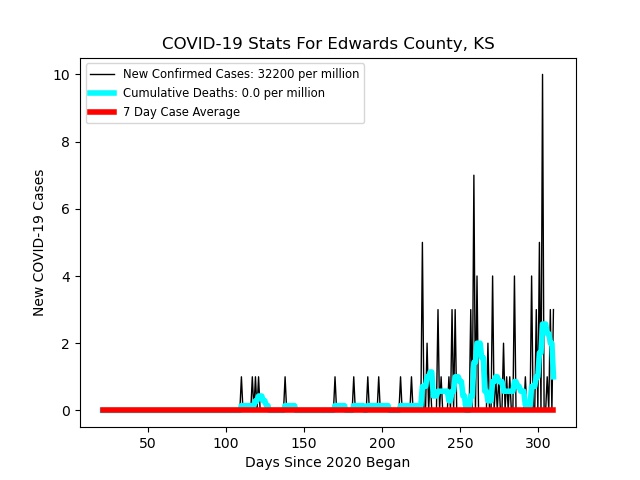 COVID-19 Stats For Edwards County, KS
New Confirmed Cases: 32200 per million
Cumulative Deaths: 0.0 per million
7 Day Case Average
New COVID-19 Cases
10
8
6
4
2
0
50 100 150 200 250 300
Days Since 2020 Began